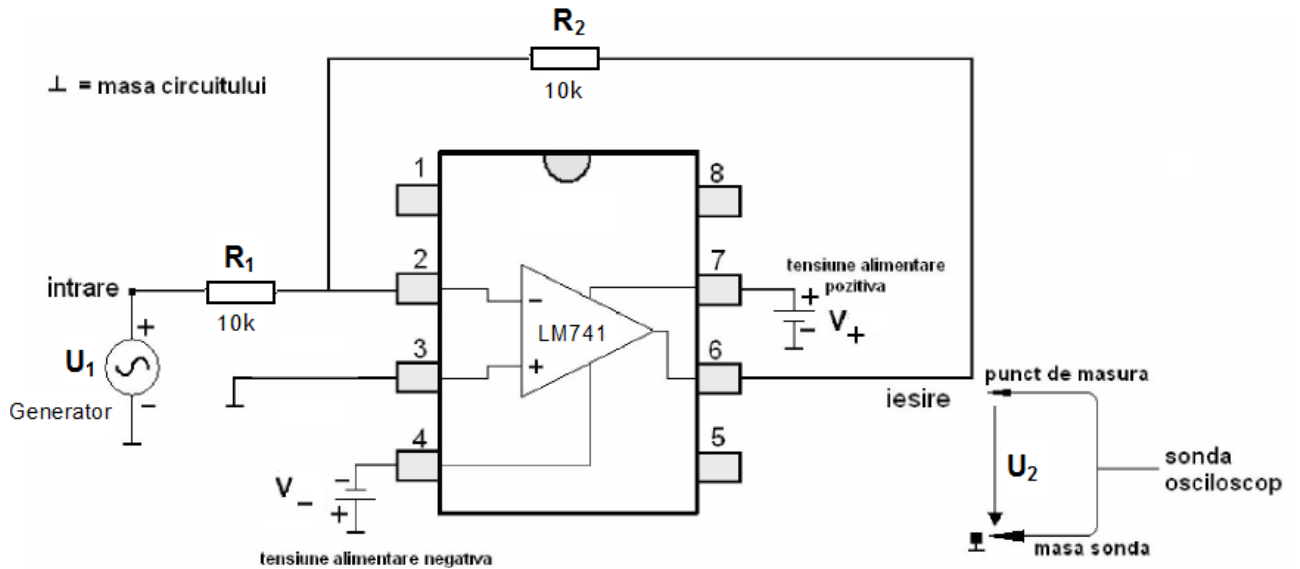 R2
10k
⊥ = masa circuitului
1
8
2
7
tensiune alimentare
pozitiva
+
-
V+
R1
intrare
10k
-
LM741
+
3
6
+
U1
-
Generator
iesire
punct de masura
4
5
-
V-
+
U2
sonda
osciloscop
masa sonda
tensiune alimentare negativa